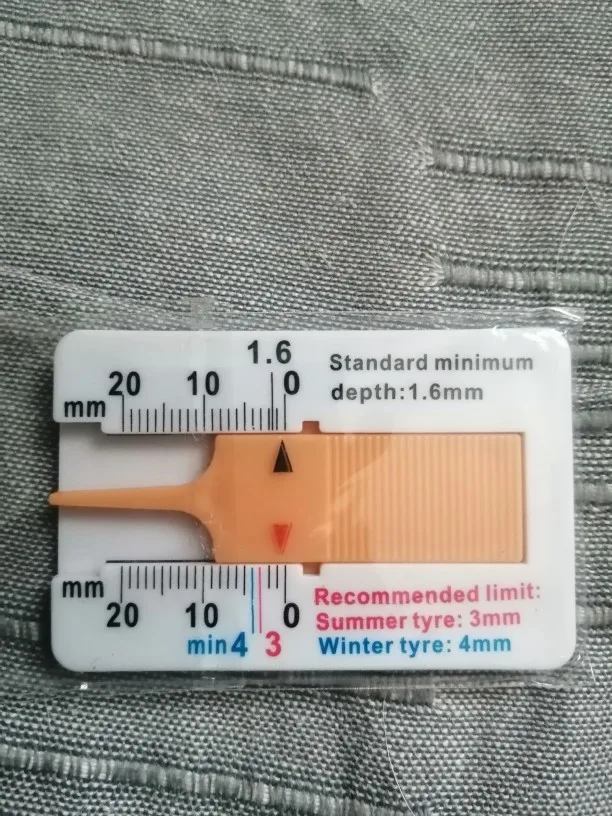 1.6
20 10 0
mm
Standard minimum
depth:1.6mm
mm
20 10 0
min4 3
Recommended limit:
Summer tyre: 3mm
Winter tyre: 4mm